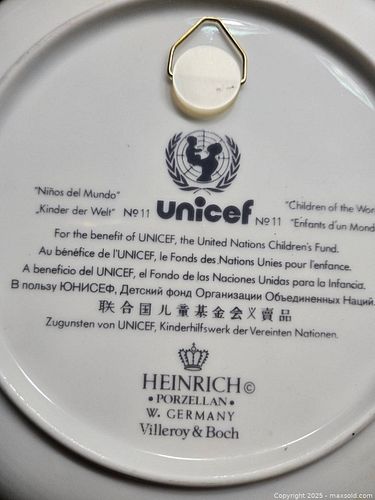 "Niños del Mundo"
"Children of the Wor
„Kinder der Welt" Nº 11 unicef Nº 11 "Enfants d'un Mond
For the benefit of UNICEF, the United Nations Children's Fund.
Au bénéfice de l'UNICEF, le Fonds des Nations Unies pour l'enfance.
A beneficio del UNICEF, el Fondo de las Naciones Unidas para la Infancia.
В пользу ЮНИСЕФ, Детский фонд Организации Объединенных Наций.
联合国儿童基金会义賣品
Zugunsten von UNICEF, Kinderhilfswerk der Vereinten Nationen.
HEINRICH ©
• PORZELLAN •
W. GERMANY
Villeroy & Boch
Copyright 2025 - maxsold.com